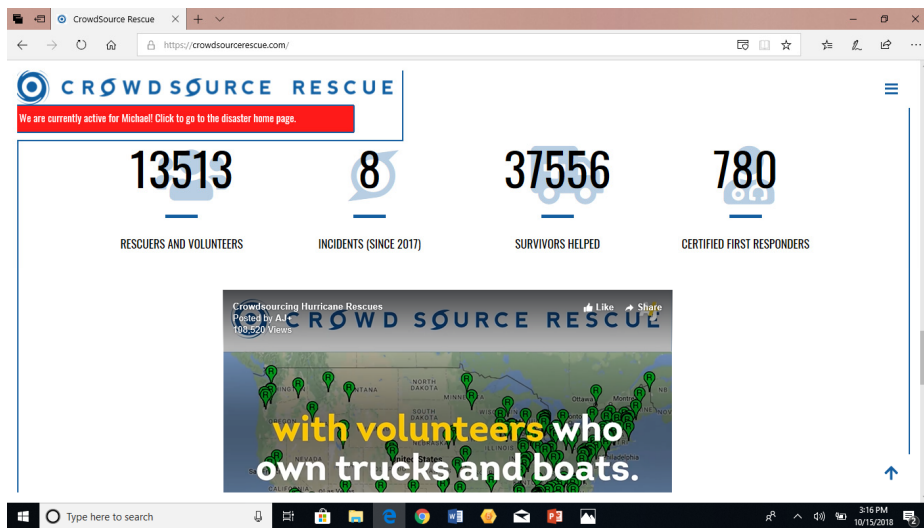 CrowdSource Rescue
https://crowdsourcerescue.com/
CROWDSOURCE RESCUE
We are currently active for Michael! Click to go to the disaster home page.
13513
8
37556
780
RESCUERS AND VOLUNTEERS
INCIDENTS (SINCE 2017)
SURVIVORS HELPED
CERTIFIED FIRST RESPONDERS
Crowdsourcing Hurricane Rescues
Like
Share
Posted by AJ+
198,520 Views
CROWD SOURCE RESCUE
NORTH
DAKOTA
SOUTH
DAKOTA
Ottawa
with volunteers who
own trucks and boats.
Type here to search
3:16 PM
10/15/2018